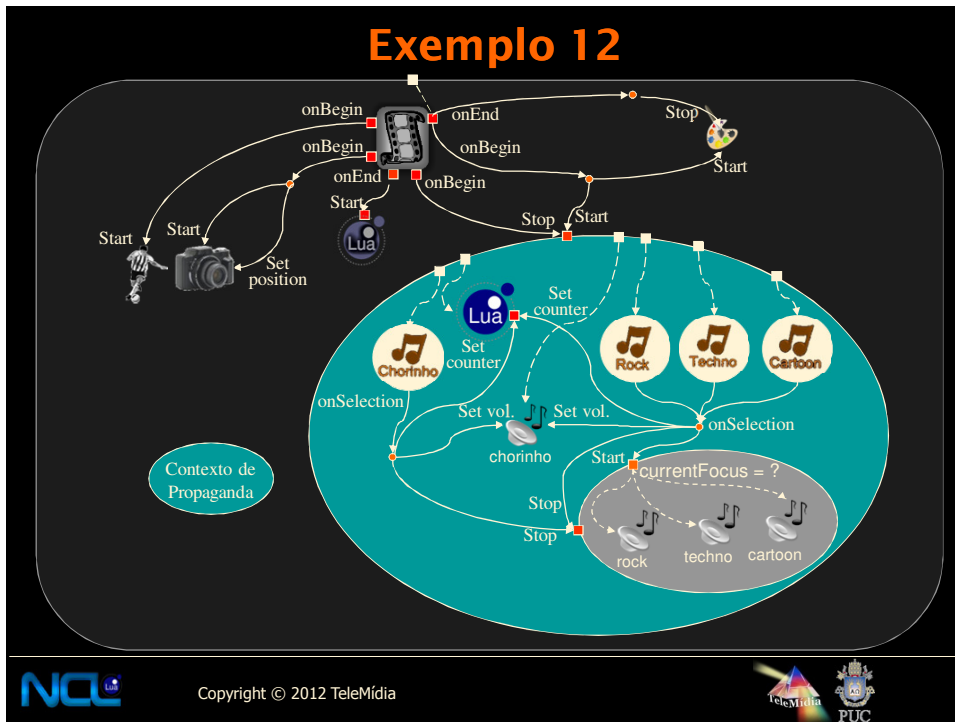 Exemplo 12
onBegin
onEnd
Stop
onBegin
onBegin
Start
onEnd
onBegin
Start
Stop
Start
Lua
Start
Start
Set
position
Set
counter
Lua
Set
counter
Chorinho
Rock
Techno
Cartoon
onSelection
Set vol.
Set vol.
onSelection
chorinho
Start
currentFocus = ?
Contexto de
Propaganda
Stop
Stop
rock
techno
cartoon
NCL
Lua
Copyright © 2012 TeleMídia
TeleMídia
PUC